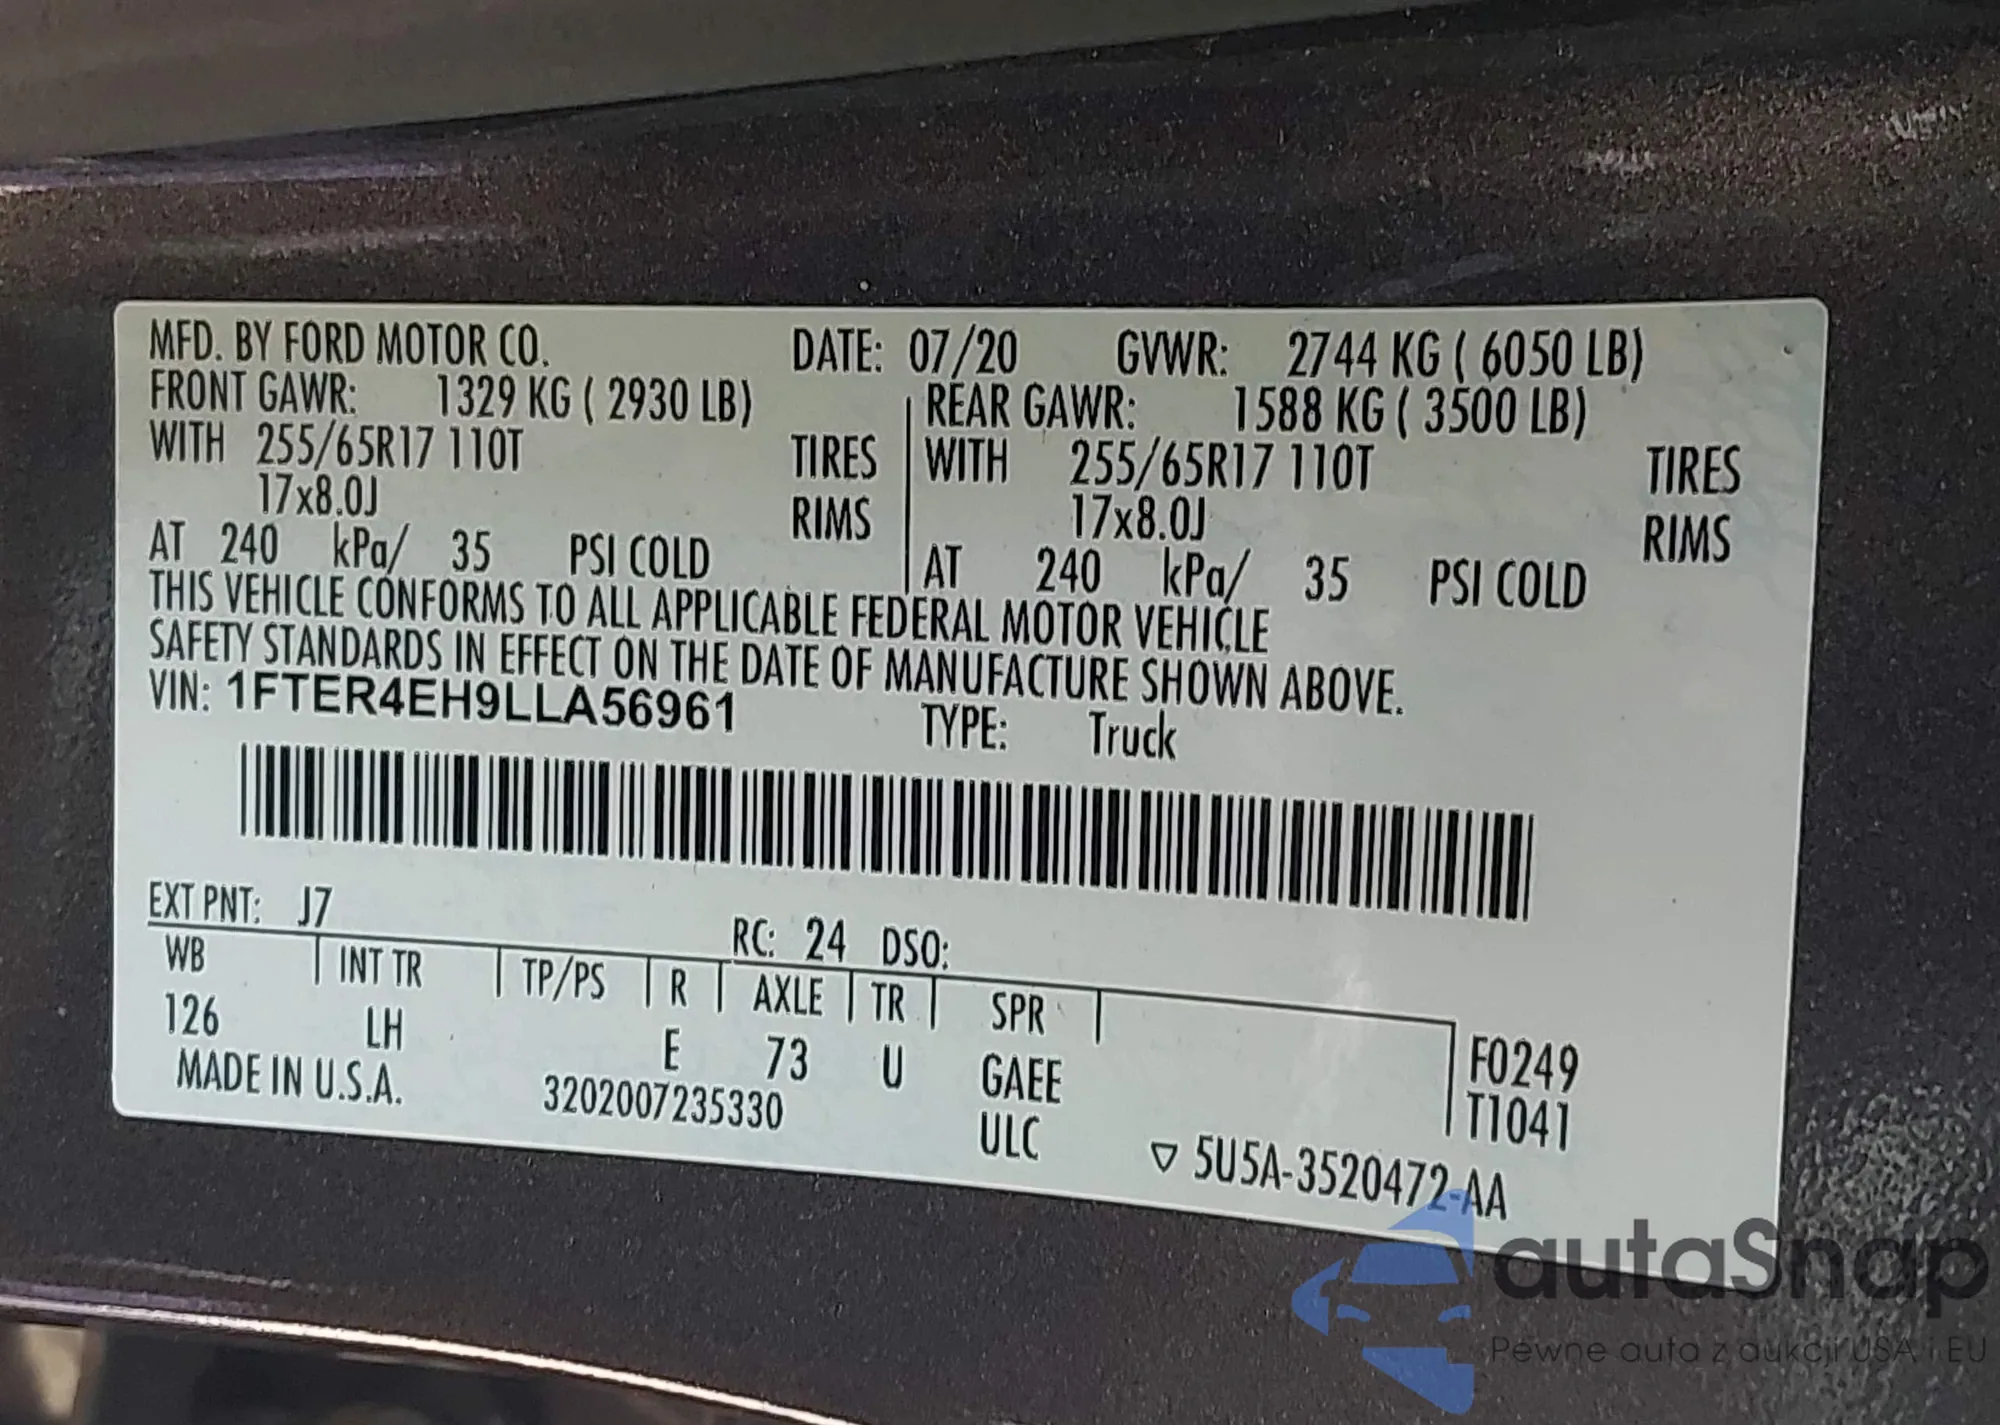 MFD. BY FORD MOTOR CO. DATE: 07/20 GVWR: 2744 KG ( 6050 LB)
FRONT GAWR: 1329 KG ( 2930 LB) REAR GAWR: 1588 KG ( 3500 LB)
WITH 255/65R17 110T TIRES WITH 255/65R17 110T TIRES
17x8.0J RIMS 17x8.0J RIMS
AT 240 kPa/ 35 PSI COLD AT 240 kPa/ 35 PSI COLD
THIS VEHICLE CONFORMS TO ALL APPLICABLE FEDERAL MOTOR VEHICLE
SAFETY STANDARDS IN EFFECT ON THE DATE OF MANUFACTURE SHOWN ABOVE.
VIN: 1FTER4EH9LLA56961 TYPE: Truck
EXT PNT: J7 RC: 24 DSO:
WB INT TR TP/PS R AXLE TR SPR
126 LH E 73 U GAEE F0249
MADE IN U.S.A. 3202007235330 ULC T1041
▽ 5U5A-3520472-AA
autaSnap
Pewne auta z aukcji USA i EU